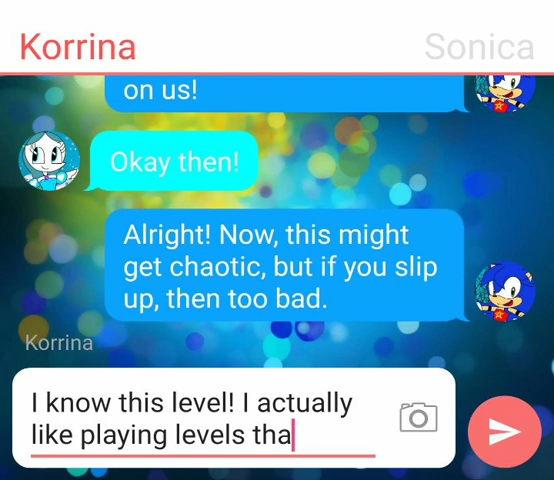 Korrina
Sonica
on us!
Okay then!
Alright! Now, this might
get chaotic, but if you slip
up, then too bad.
Korrina
I know this level! I actually
like playing levels tha